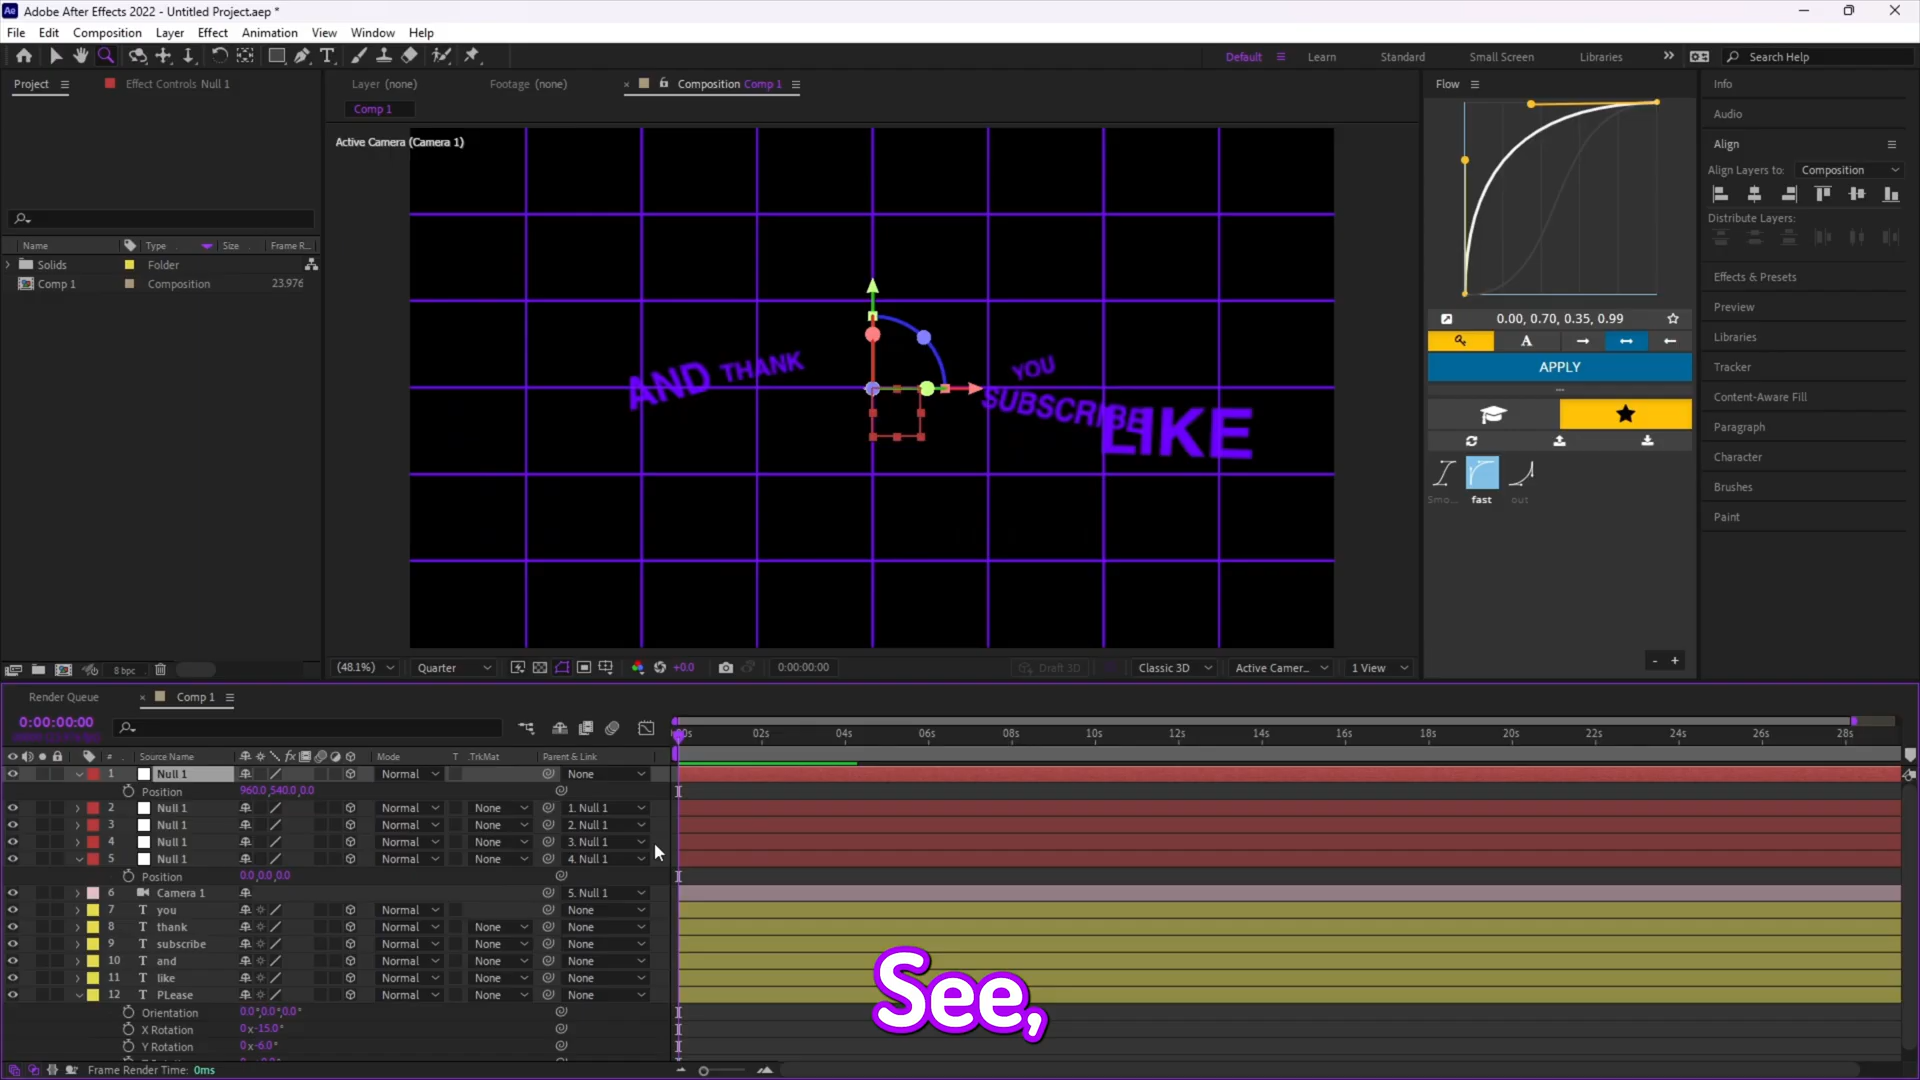 Adobe After Effects 2022 - Untitled Project.aep *
File Edit Composition Layer Effect Animation View Window Help
Default Learn Standard Small Screen Libraries Search Help
Project Effect Controls Null 1
Layer (none) Footage (none) Composition Comp 1
Comp 1
Active Camera (Camera 1)
Name Type Size Frame R...
Solids Folder
Comp 1 Composition 23.976
AND THANK YOU
SUBSCRIBE LIKE
8 bpc
(48.1%) Quarter +0.0 0:00:00:00 Draft 3D Classic 3D Active Camer... 1 View
Flow
0.00, 0.70, 0.35, 0.99
A
APPLY
Smo... fast out
- +
Info
Audio
Align
Align Layers to: Composition
Distribute Layers:
Effects & Presets
Preview
Libraries
Tracker
Content-Aware Fill
Paragraph
Character
Brushes
Paint
Render Queue Comp 1
0:00:00:00
02s 04s 06s 08s 10s 12s 14s 16s 18s 20s 22s 24s 26s 28s
# Source Name Mode T .TrkMat Parent & Link
1 Null 1 Normal None
Position 960.0,540.0,0.0
2 Null 1 Normal None 1. Null 1
3 Null 1 Normal None 2. Null 1
4 Null 1 Normal None 3. Null 1
5 Null 1 Normal None 4. Null 1
Position 0.0,0.0,0.0
6 Camera 1 5. Null 1
7 T you Normal None
8 T thank Normal None None
9 T subscribe Normal None None
10 T and Normal None None
11 T like Normal None None
12 T PLease Normal None None
Orientation 0.0°,0.0°,0.0°
X Rotation 0x-15.0°
Y Rotation 0x-6.0°
See,
Frame Render Time: 0ms